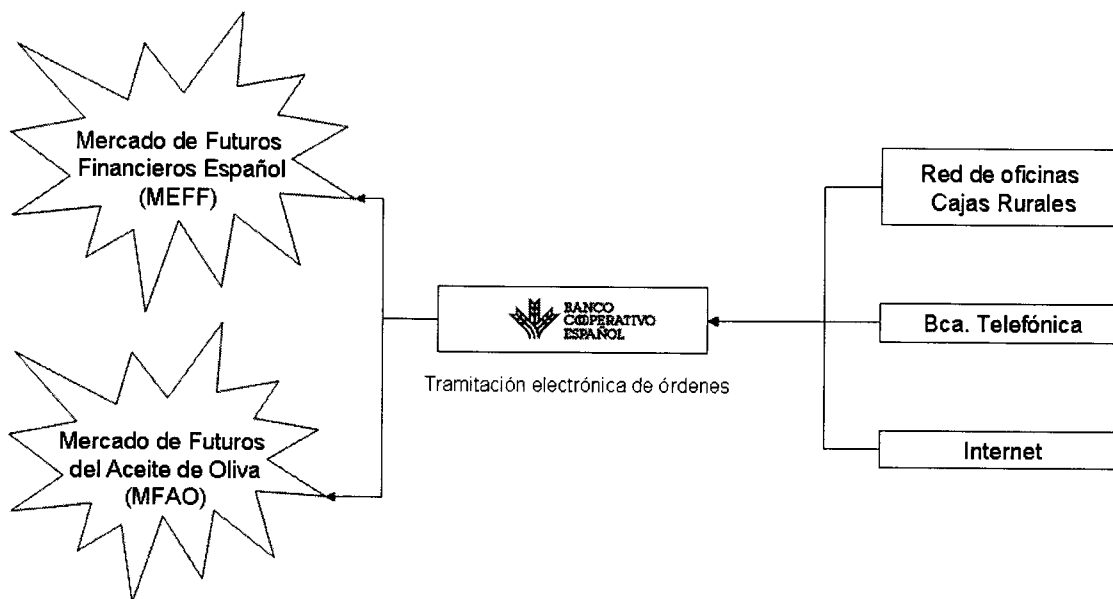 Mercado de Futuros
Financieros Español
(MEFF)
Red de oficinas
Cajas Rurales
BANCO
COOPERATIVO
ESPAÑOL
Bca. Telefónica
Tramitación electrónica de órdenes
Mercado de Futuros
del Aceite de Oliva
(MFAO)
Internet